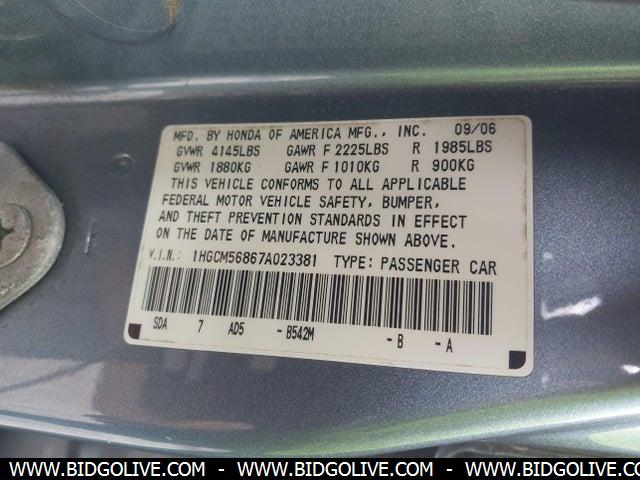 MFD. BY HONDA OF AMERICA MFG., INC. 09/06
GVWR 4145LBS GAWR F 2225LBS R 1985LBS
GVWR 1880KG GAWR F 1010KG R 900KG
THIS VEHICLE CONFORMS TO ALL APPLICABLE
FEDERAL MOTOR VEHICLE SAFETY, BUMPER,
AND THEFT PREVENTION STANDARDS IN EFFECT
ON THE DATE OF MANUFACTURE SHOWN ABOVE.
V.I.N.: 1HGCM56867A023381 TYPE: PASSENGER CAR
SDA 7 AD5 - B542M - B - A
WWW.BIDGOLIVE.COM - WWW.BIDGOLIVE.COM - WWW.BIDGOLIVE.COM